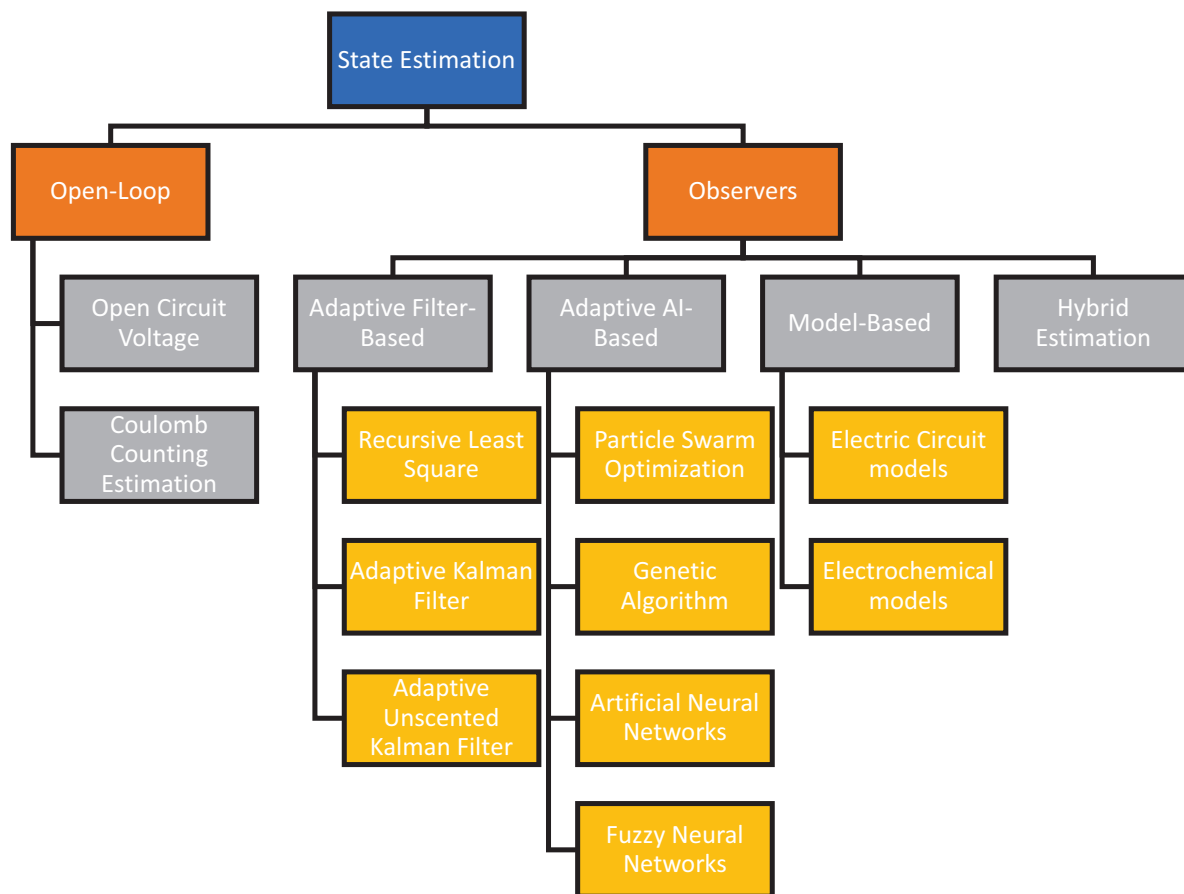 State Estimation
Open-Loop
Observers
Open Circuit
Voltage
Adaptive Filter-
Based
Adaptive AI-
Based
Model-Based
Hybrid
Estimation
Coulomb
Counting
Estimation
Recursive Least
Square
Particle Swarm
Optimization
Electric Circuit
models
Adaptive Kalman
Filter
Genetic
Algorithm
Electrochemical
models
Adaptive
Unscented
Kalman Filter
Artificial Neural
Networks
Fuzzy Neural
Networks